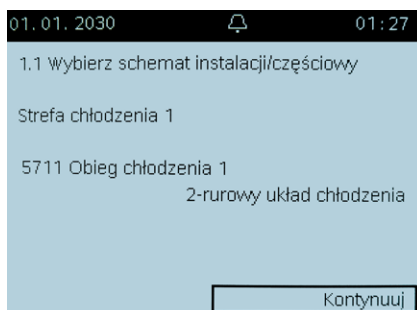 01.01.2030 01:27
1.1 Wybierz schemat instalacji/częściowy
Strefa chłodzenia 1
5711 Obieg chłodzenia 1
2-rurowy układ chłodzenia
Kontynuuj